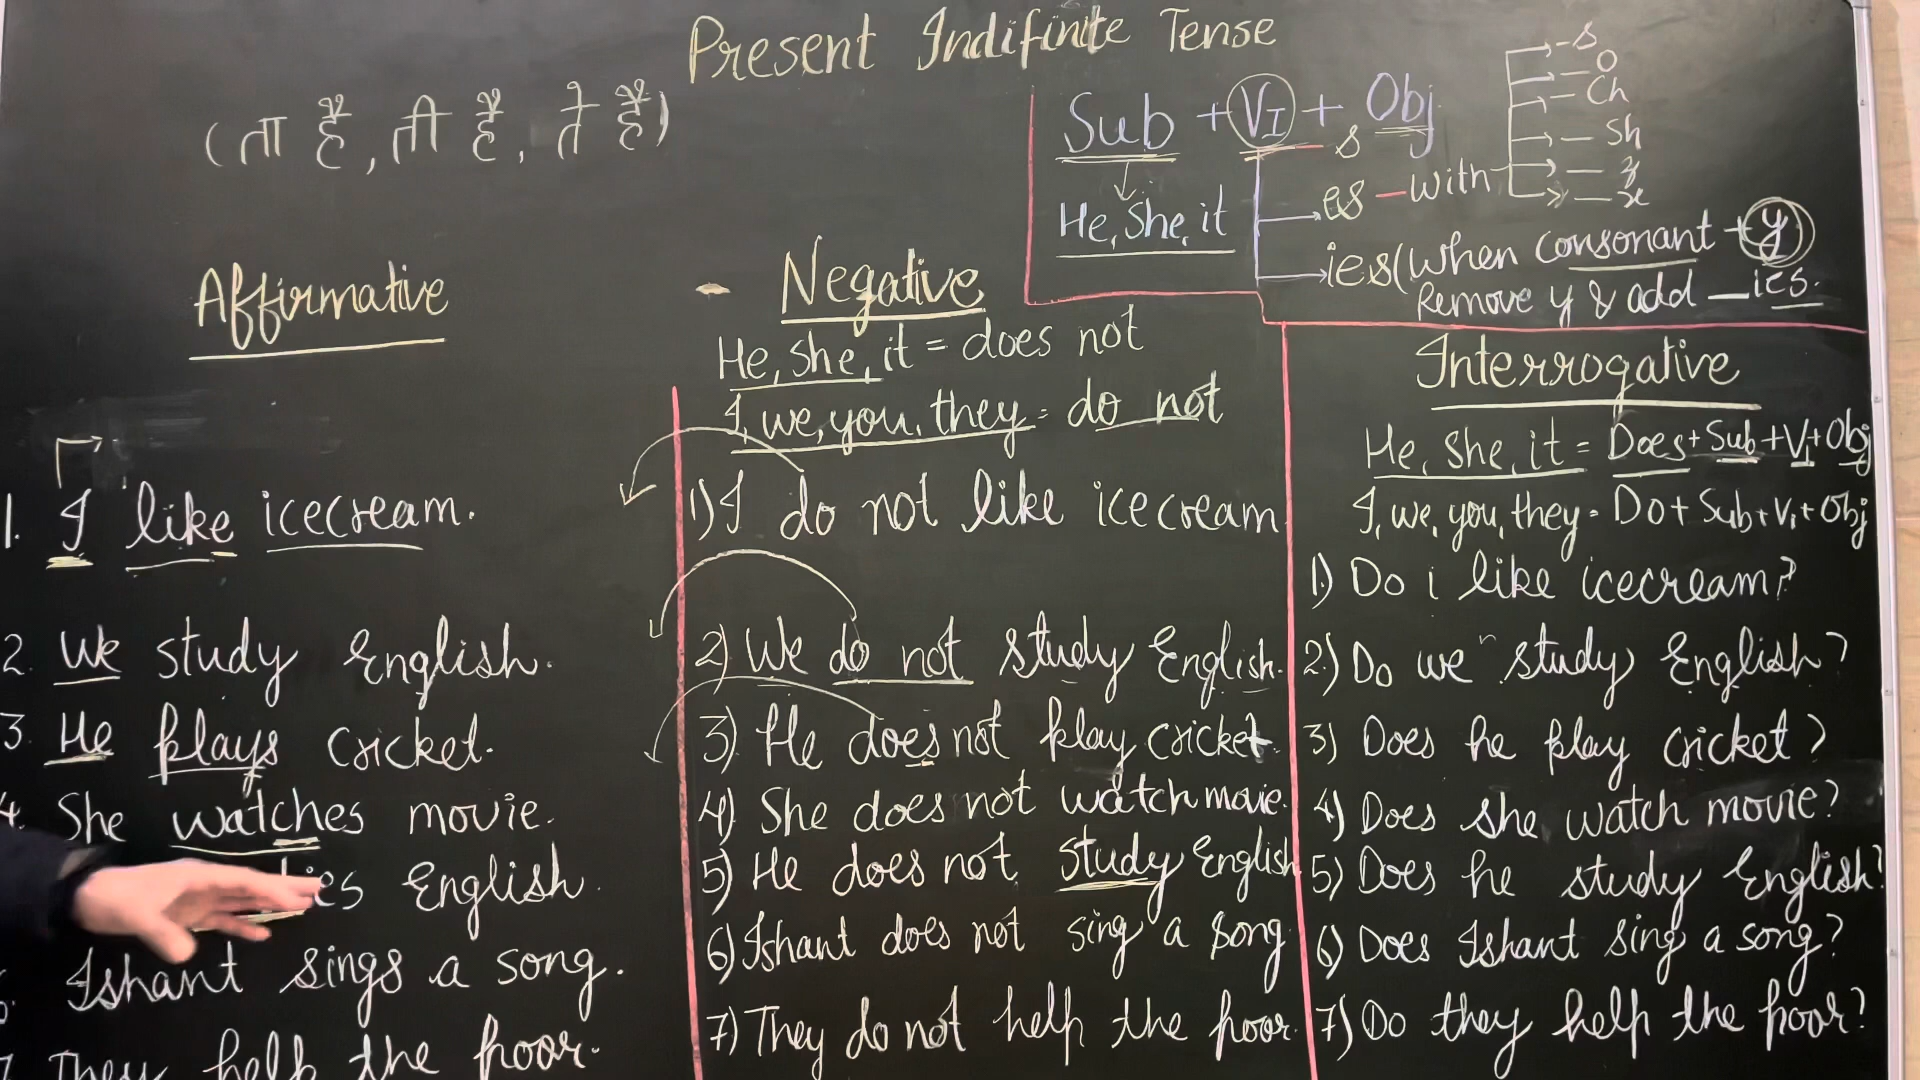 Present Indifinite Tense
(ता है, ती है, ते हैं)
Sub + V1 + Obj
He, She, it
s
es - with
- s
- o
- Ch
- Sh
- z
- x
ies (When consonant + y
Remove y & add _ies.
Affirmative
1. I like icecream.
2. We study English.
3. He plays cricket.
4. She watches movie.
ies English.
Ishant sings a song.
They help the poor.
- Negative
He, She, it = does not
I, we, you, they = do not
1) I do not like icecream
2) We do not study English.
3) He does not play cricket.
4) She does not watch movie.
5) He does not study English
6) Ishant does not sing a song
7) They do not help the poor.
Interrogative
He, She, it = Does + Sub + V1 + Obj
I, we, you, they = Do + Sub + V1 + Obj
1) Do i like icecream?
2) Do we study English?
3) Does he play cricket?
4) Does she watch movie?
5) Does he study English?
6) Does Ishant sing a song?
7) Do they help the poor?